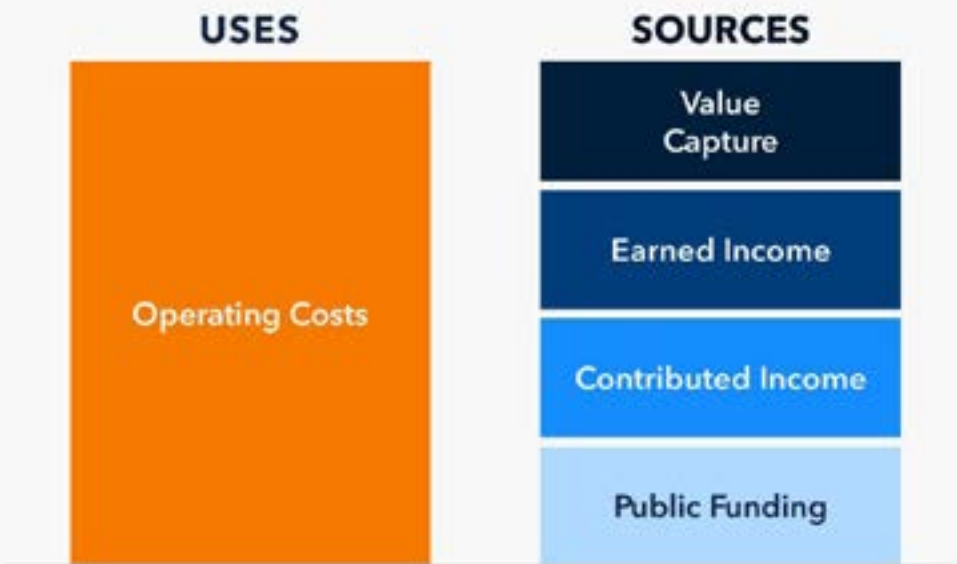 USES
Operating Costs
SOURCES
Value
Capture
Earned Income
Contributed Income
Public Funding